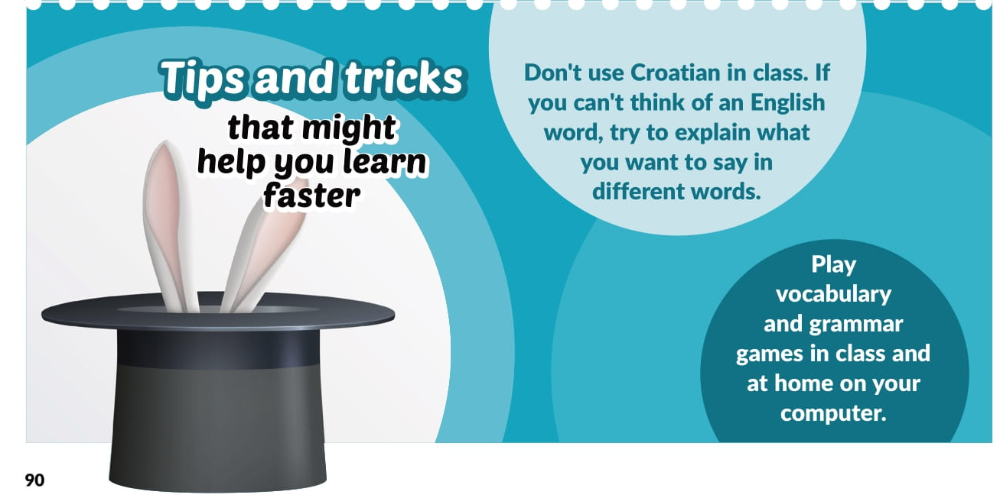 Tips and tricks
that might
help you learn
faster
Don't use Croatian in class. If
you can't think of an English
word, try to explain what
you want to say in
different words.
Play
vocabulary
and grammar
games in class and
at home on your
computer.
90